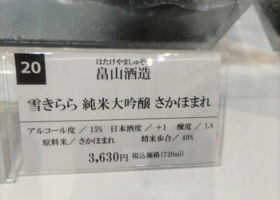 20
はたけやましゅぞう
畠山酒造
雪きらら 純米大吟醸 さかほまれ
アルコール度／15% 日本酒度／+1 酸度／1.8
原料米／さかほまれ 精米歩合／40%
3,630円 税込価格(720ml)